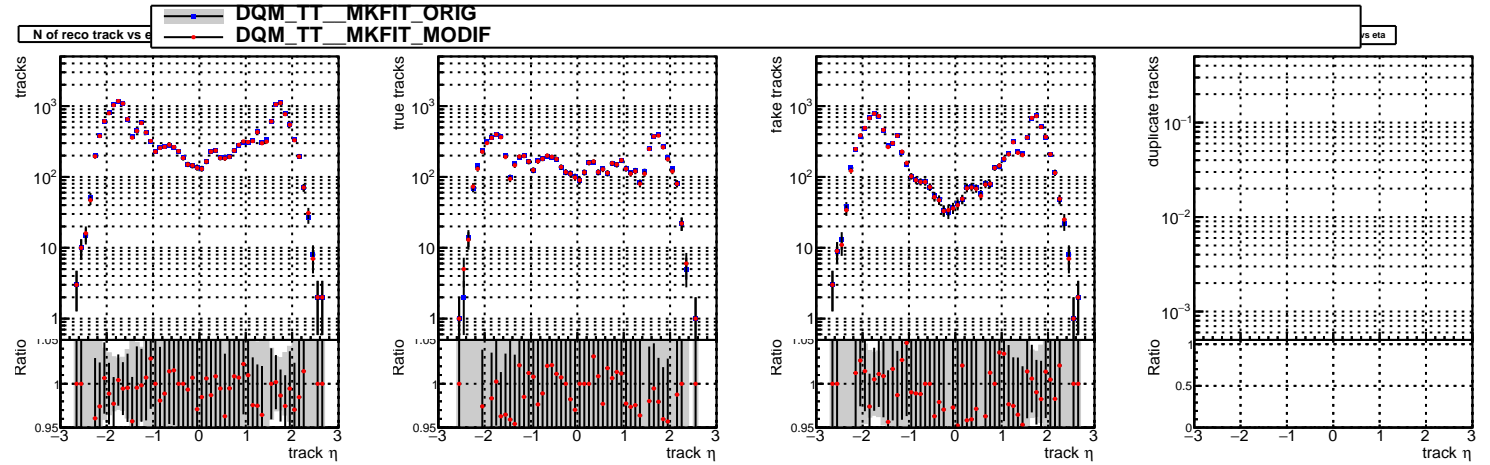 DQM_TT__MKFIT_ORIG
DQM_TT__MKFIT_MODIF
N of reco track vs e
vs eta
tracks
10³
10²
10
1
Ratio
1.05
1
0.95
−3 −2 −1 0 1 2 3
track η
true tracks
10³
10²
10
1
Ratio
1.05
1
0.95
−3 −2 −1 0 1 2 3
track η
fake tracks
10³
10²
10
1
Ratio
1.05
1
0.95
−3 −2 −1 0 1 2 3
track η
duplicate tracks
10⁻¹
10⁻²
10⁻³
Ratio
1
0.5
0
−3 −2 −1 0 1 2 3
track η